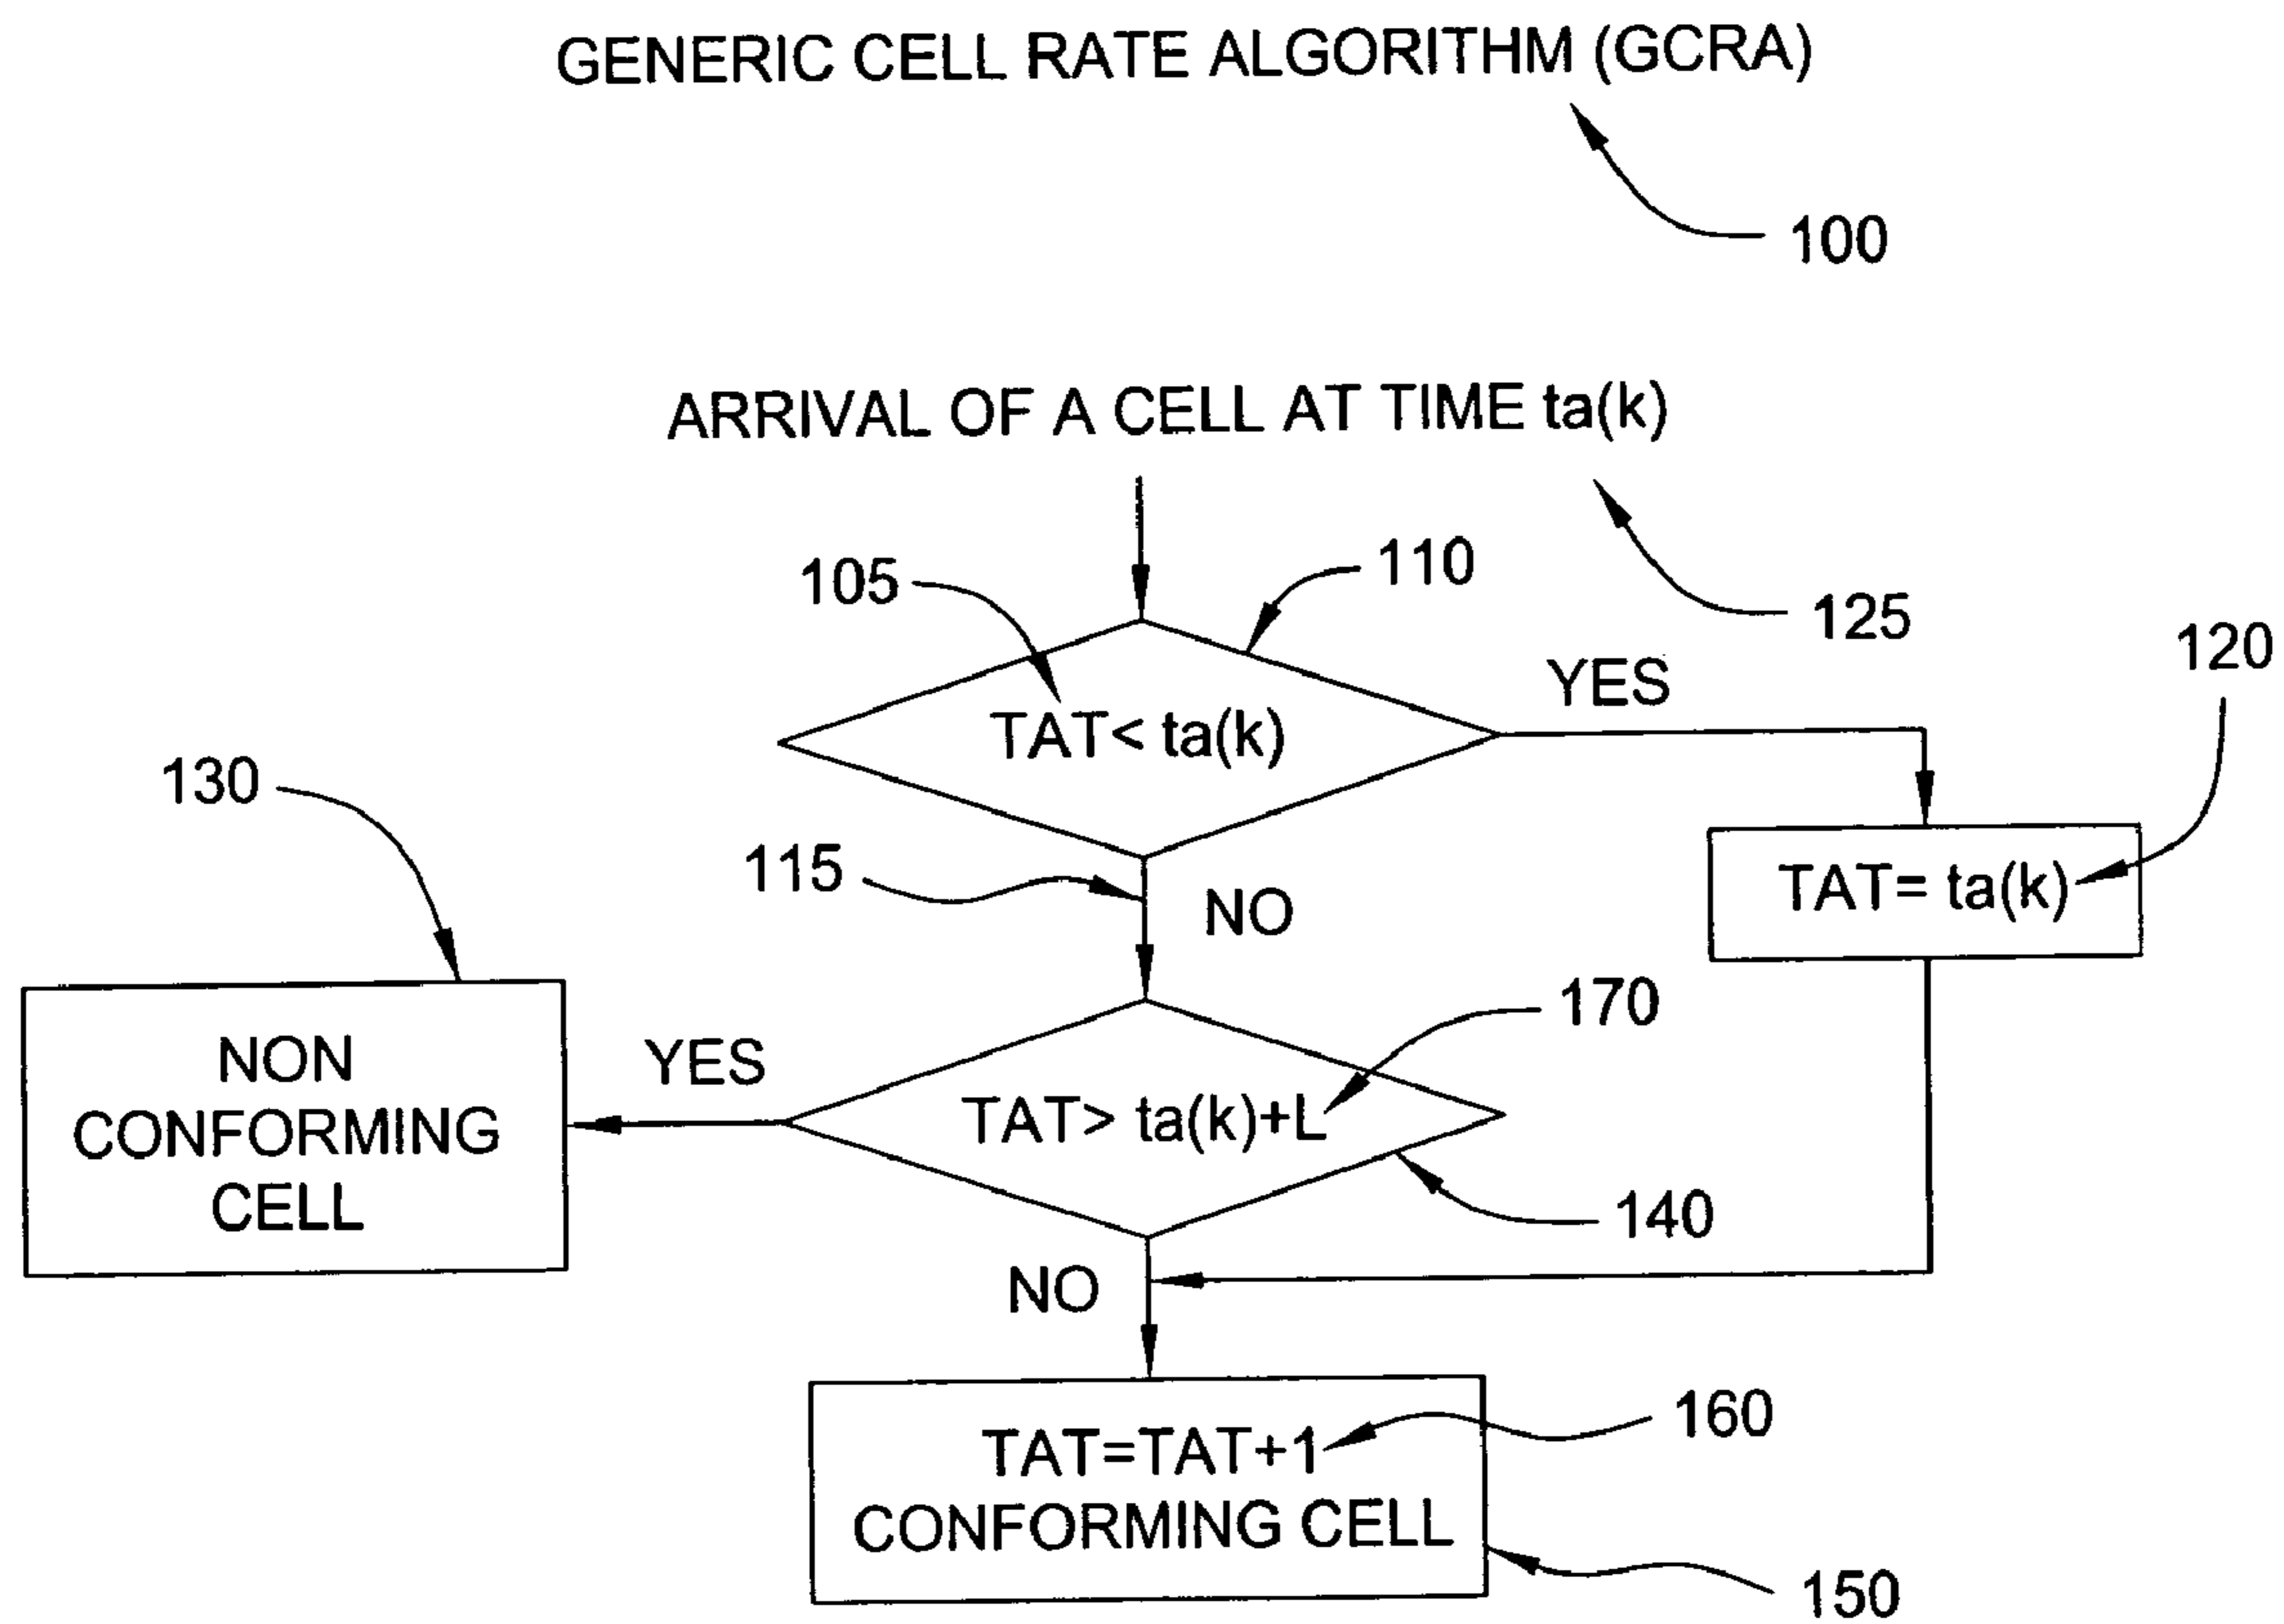 GENERIC CELL RATE ALGORITHM (GCRA)
100
ARRIVAL OF A CELL AT TIME ta(k)
105
110
125
120
TAT< ta(k)
YES
130
115
NO
TAT= ta(k)
170
NON
CONFORMING
CELL
YES
TAT> ta(k)+L
140
NO
160
TAT=TAT+1
CONFORMING CELL
150